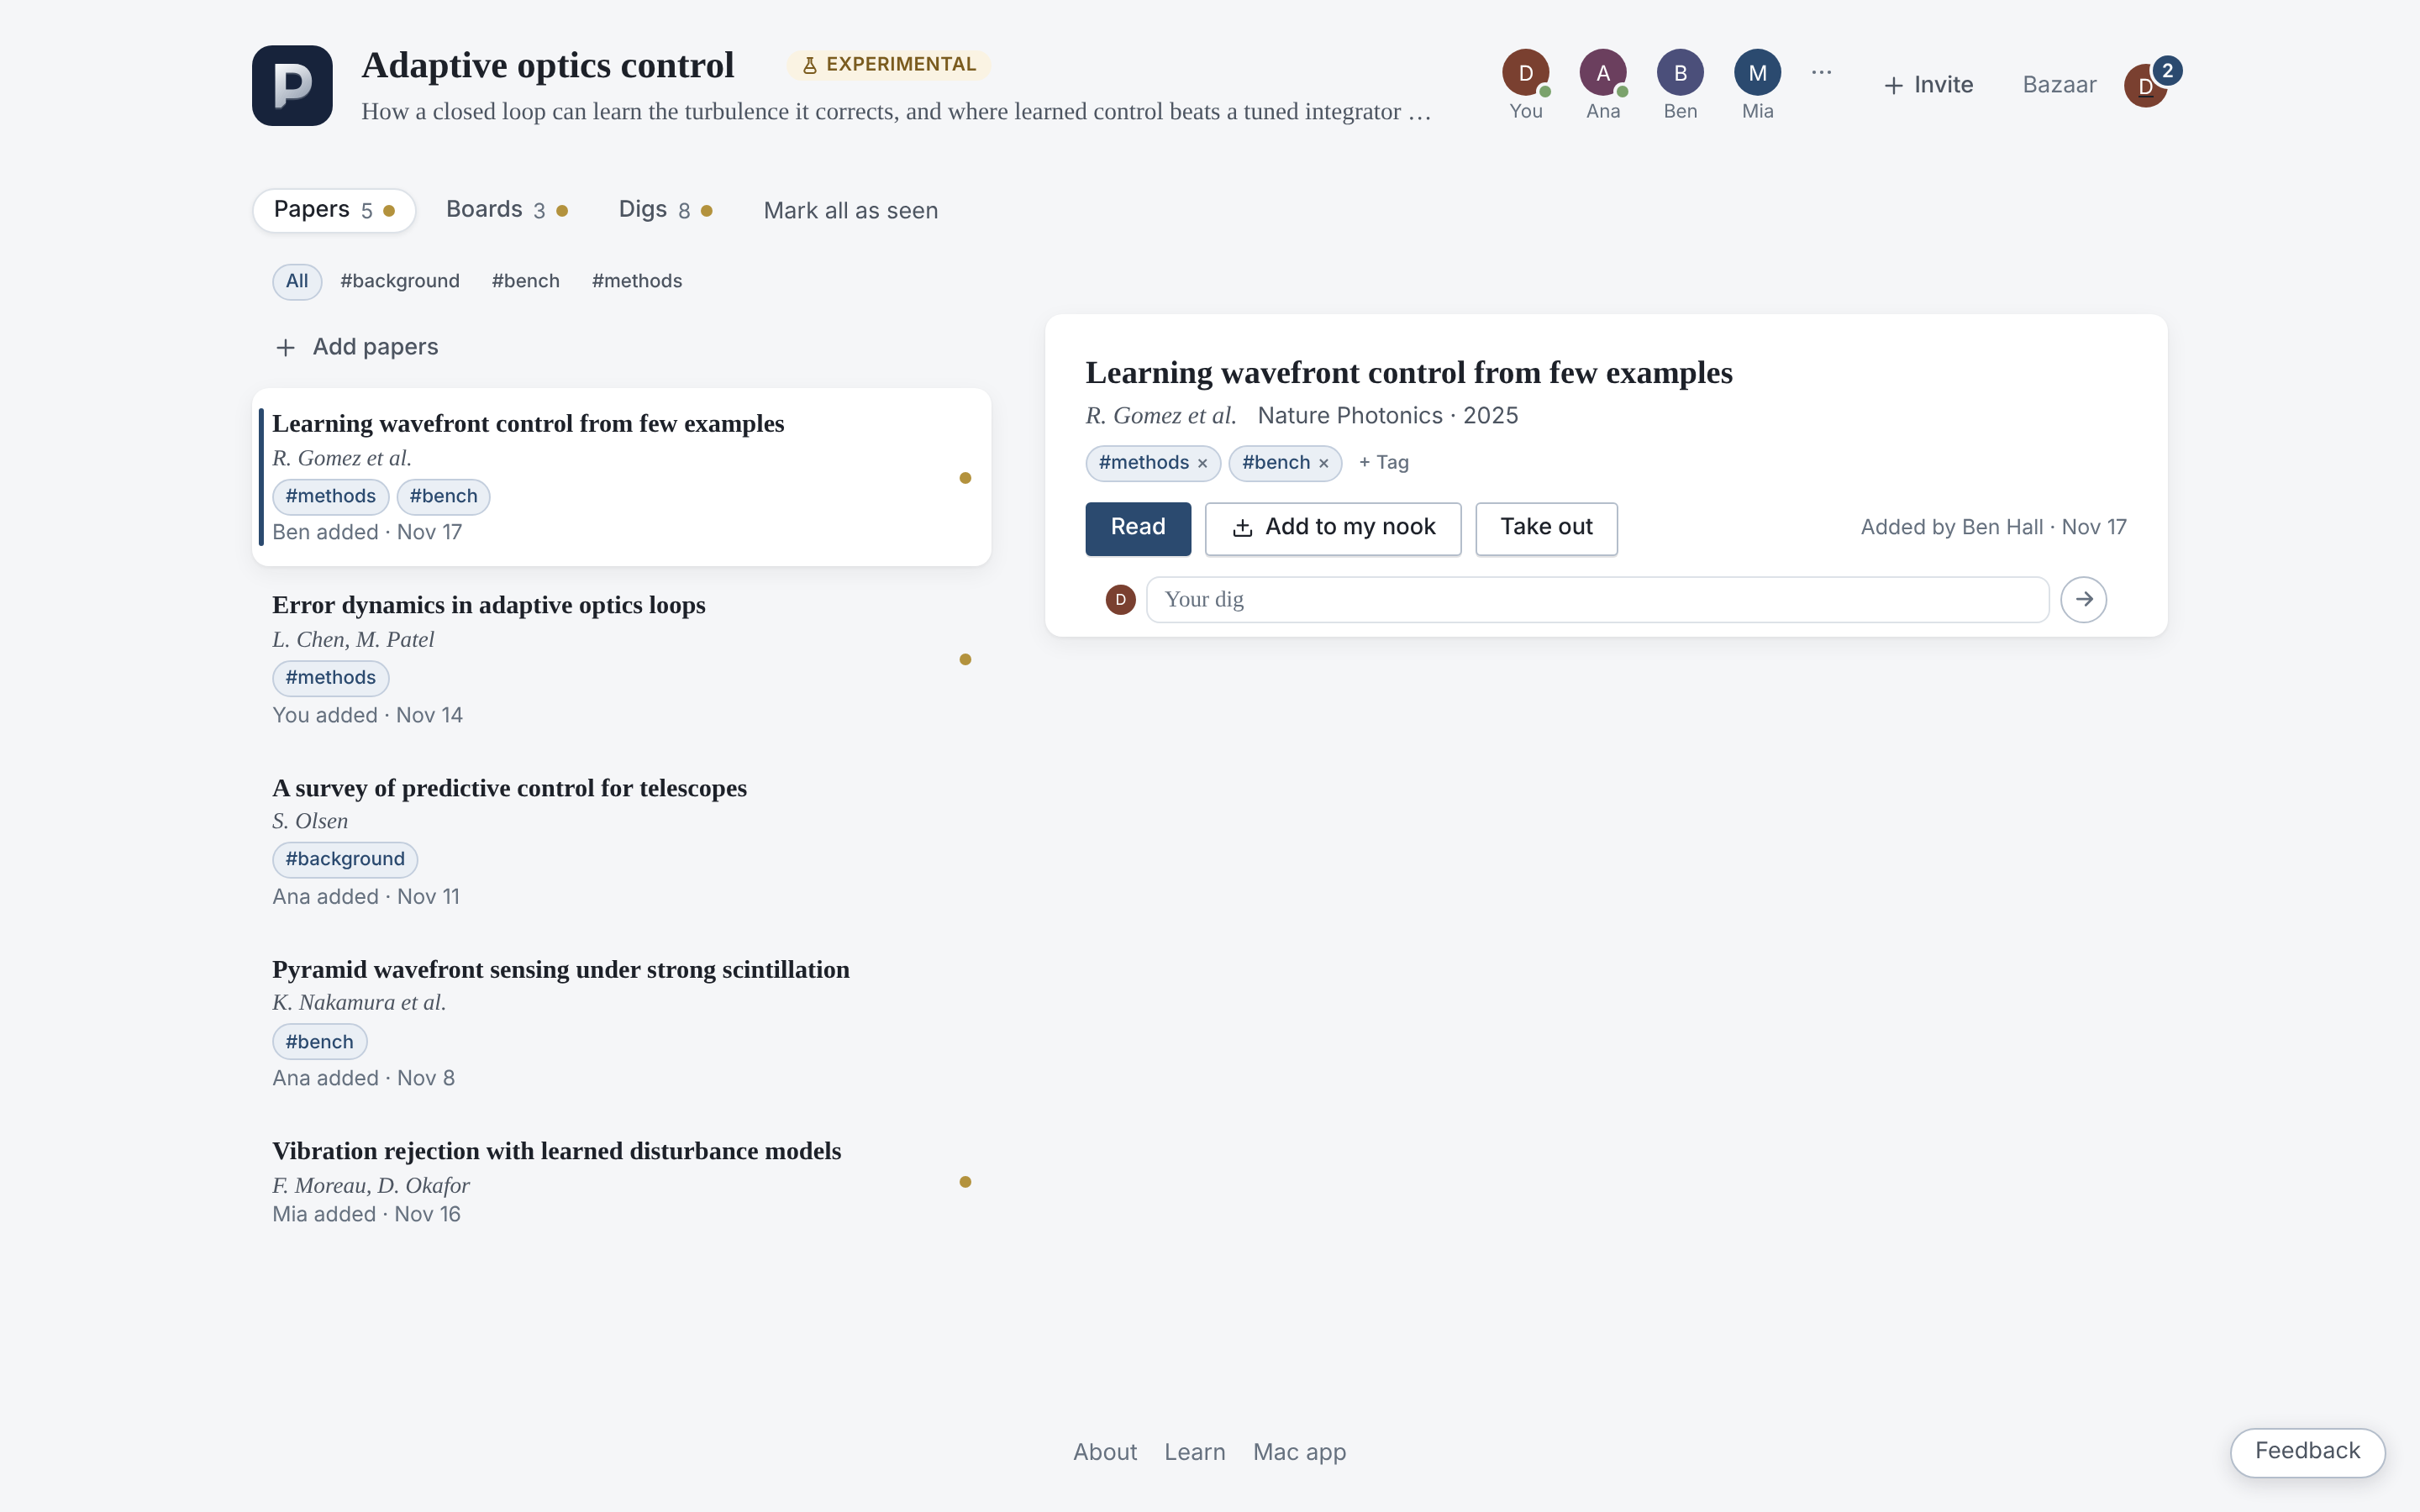 P
Adaptive optics control
EXPERIMENTAL
How a closed loop can learn the turbulence it corrects, and where learned control beats a tuned integrator …
D A B M ...
You Ana Ben Mia
+ Invite
Bazaar
D 2
Papers 5 Boards 3 Digs 8 Mark all as seen
All #background #bench #methods
+ Add papers
Learning wavefront control from few examples
R. Gomez et al.
#methods #bench
Ben added · Nov 17
Error dynamics in adaptive optics loops
L. Chen, M. Patel
#methods
You added · Nov 14
A survey of predictive control for telescopes
S. Olsen
#background
Ana added · Nov 11
Pyramid wavefront sensing under strong scintillation
K. Nakamura et al.
#bench
Ana added · Nov 8
Vibration rejection with learned disturbance models
F. Moreau, D. Okafor
Mia added · Nov 16
Learning wavefront control from few examples
R. Gomez et al. Nature Photonics · 2025
#methods × #bench × + Tag
Read Add to my nook Take out Added by Ben Hall · Nov 17
D Your dig
About Learn Mac app
Feedback